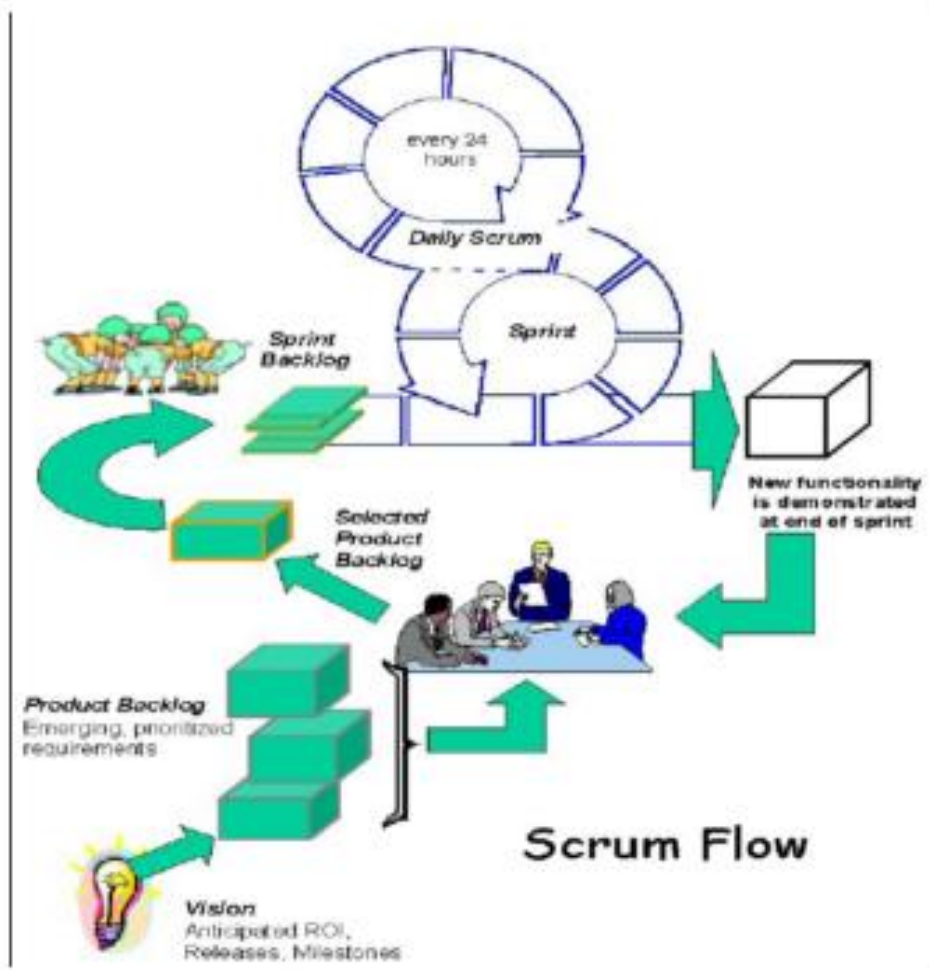 every 24
hours
Daily Scrum
Sprint
Sprint
Backlog
New functionality
is demonstrated
at end of sprint
Selected
Product
Backlog
Product Backlog
Emerging, prioritized
requirements
Scrum Flow
Vision
Anticipated ROI,
Releases, Milestones